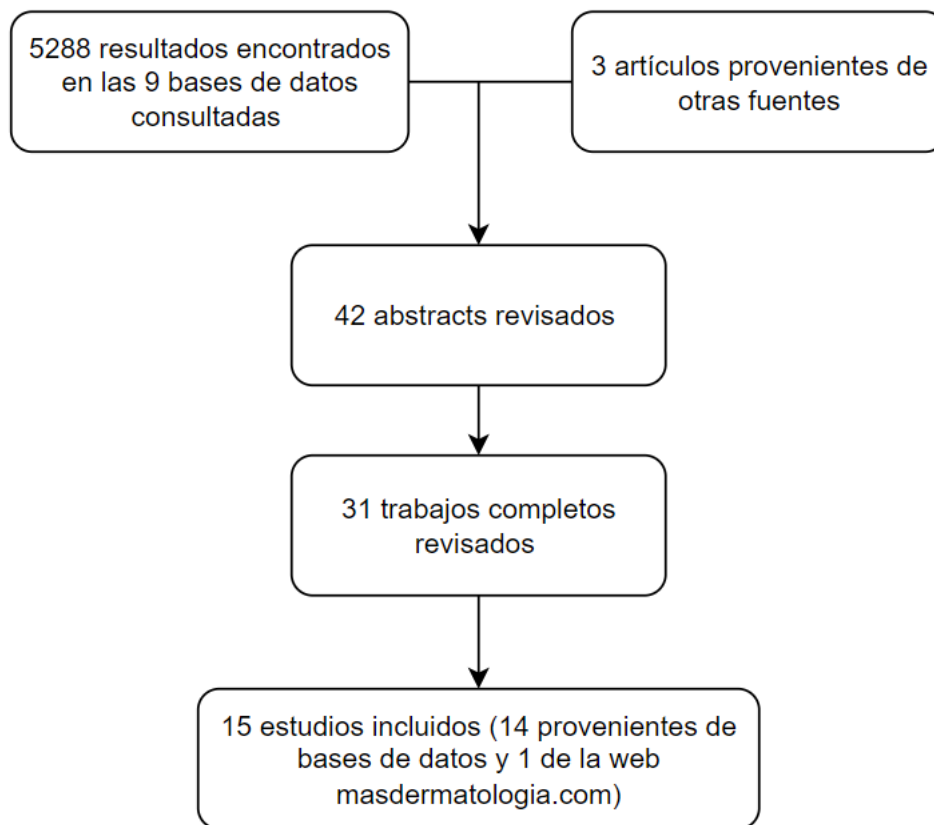 5288 resultados encontrados
en las 9 bases de datos
consultadas
3 artículos provenientes de
otras fuentes
42 abstracts revisados
31 trabajos completos
revisados
15 estudios incluidos (14 provenientes de
bases de datos y 1 de la web
masdermatologia.com)